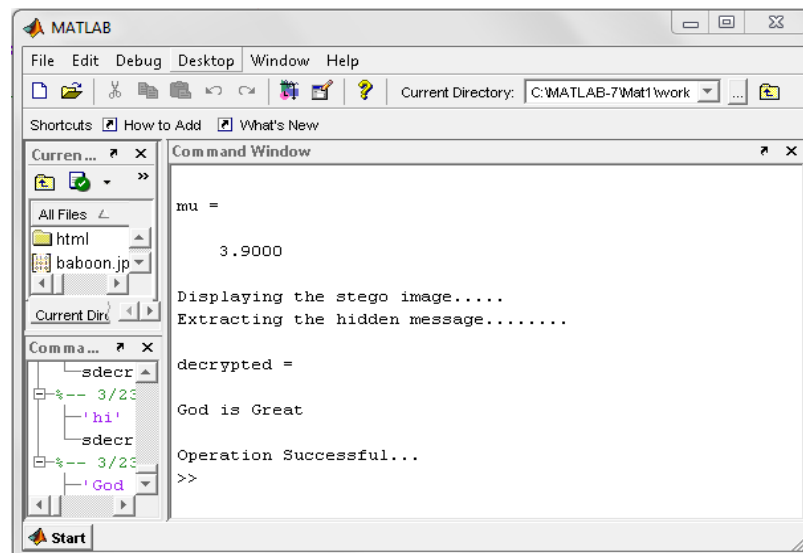 MATLAB
File Edit Debug Desktop Window Help
Current Directory: C:\MATLAB-7\Mat1\work ...
Shortcuts How to Add What's New
Curren...
»
All Files
html
baboon.jp
Current Dire
Comma...
sdecr
%-- 3/23
'hi'
sdecr
%-- 3/23
'God
Command Window
mu =
3.9000
Displaying the stego image.....
Extracting the hidden message........
decrypted =
God is Great
Operation Successful...
>>
Start